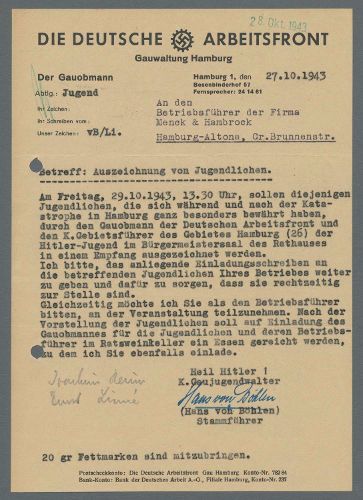 28. Okt. 1943
DIE DEUTSCHE ARBEITSFRONT
Gauwaltung Hamburg
Der Gauobmann
Abtlg.: Jugend
Ihr Zeichen:
Ihr Schreiben vom:
Unser Zeichen: vB/Li.
Hamburg 1, den 27.10.1943
Besenbinderhof 57
Fernsprecher: 24 14 61
An den
Betriebsführer der Firma
Menck & Hambrock
Hamburg-Altona, Gr.Brunnenstr.
Betreff: Auszeichnung von Jugendlichen.
Am Freitag, 29.10.1943, 13.30 Uhr, sollen diejenigen
Jugendlichen, die sich während und nach der Kata-
strophe in Hamburg ganz besonders bewährt haben,
durch den Gauobmann der Deutschen Arbeitsfront und
den K.Gebietsführer des Gebietes Hamburg (26) der
Hitler-Jugend im Bürgermeistersaal des Rathauses
in einem Empfang ausgezeichnet werden.
Ich bitte, das anliegende Einladungsschreiben an
die betreffenden Jugendlichen Ihres Betriebes weiter
zu geben und dafür zu sorgen, dass sie rechtzeitig
zur Stelle sind.
Gleichzeitig möchte ich Sie als den Betriebsführer
bitten, an der Veranstaltung teilzunehmen. Nach der
Vorstellung der Jugendlichen soll auf Einladung des
Gauobmannes für die Jugendlichen und deren Betriebs-
führer im Ratsweinkeller ein Essen gereicht werden,
zu dem ich Sie ebenfalls einlade.
Heil Hitler !
K.Gaujugendwalter
Hans von Böhlen
(Hans von Böhlen)
Stammführer
Joachim
Ernst
20 gr Fettmarken sind mitzubringen.
Postscheckkonto: Die Deutsche Arbeitsfront Gau Hamburg Konto-Nr. 782 84
Bank-Konto: Bank der Deutschen Arbeit A.-G., Filiale Hamburg, Konto-Nr. 237